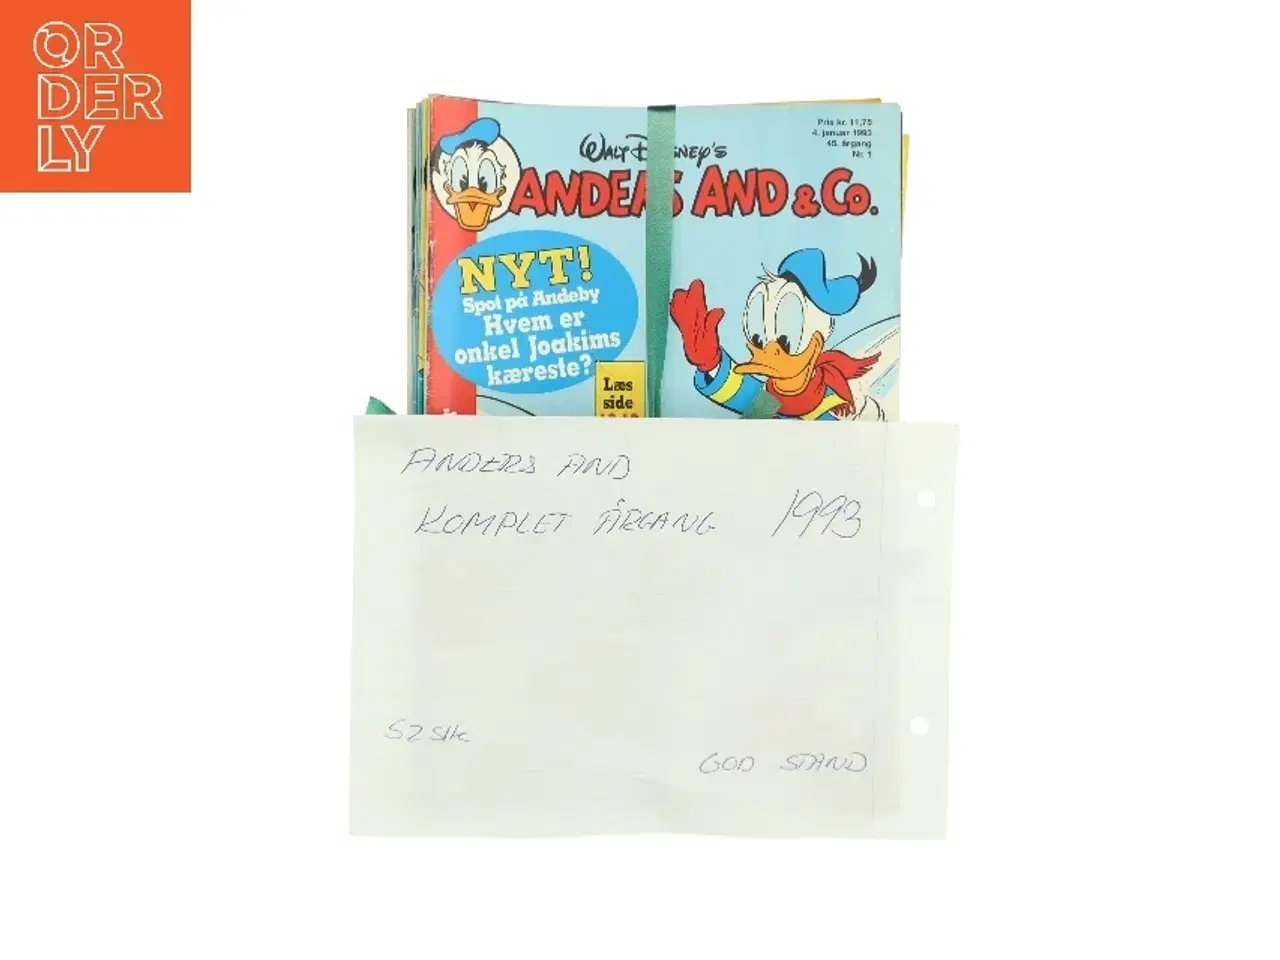 ORDERLY
Pris kr. 11,75
4. januar 1993
45. årgang
Nr. 1
WALT DISNEY'S
ANDERS AND & Co.
NYT!
Spot på Andeby
Hvem er
onkel Joakims
kæreste?
Læs
side
ANDERS AND
KOMPLET ÅRGANG 1993
52 Stk
GOD STAND